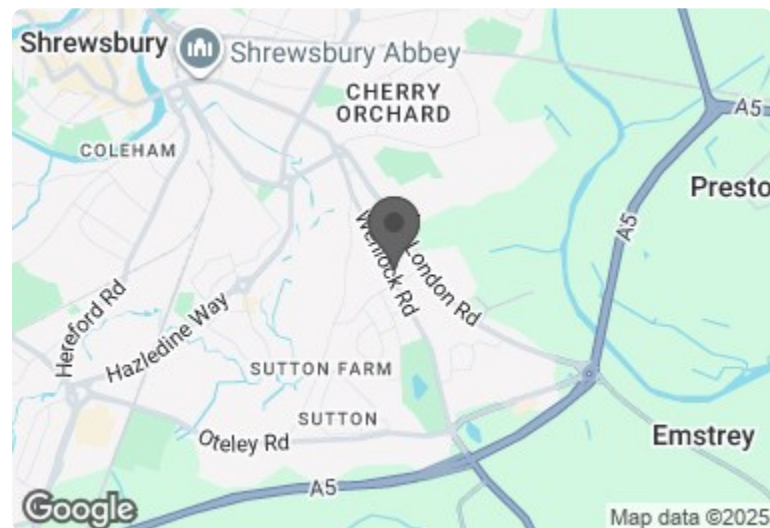 Shrewsbury
Shrewsbury Abbey
CHERRY
ORCHARD
COLEHAM
A5
Presto
A5
Wenlock Rd
London Rd
Hereford Rd
Hazledine Way
SUTTON FARM
SUTTON
Oteley Rd
Emstrey
A5
Google
Map data ©2025